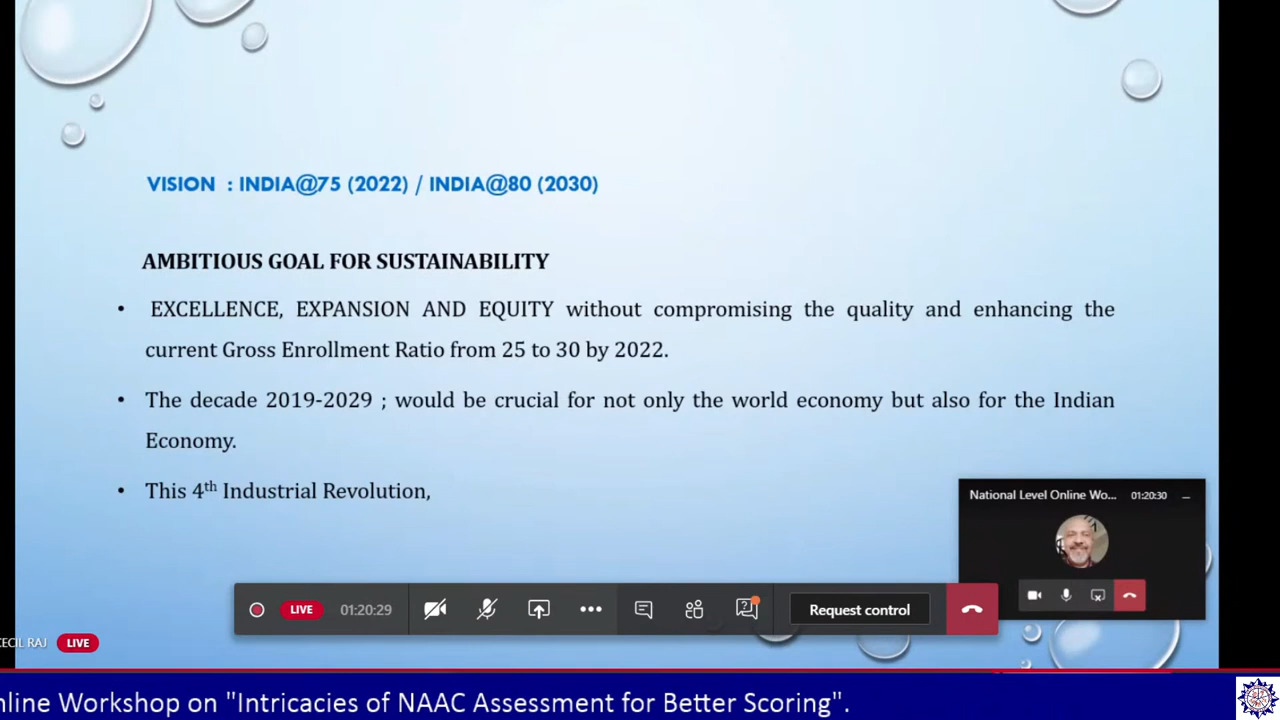 VISION : INDIA@75 (2022) / INDIA@80 (2030)
AMBITIOUS GOAL FOR SUSTAINABILITY
• EXCELLENCE, EXPANSION AND EQUITY without compromising the quality and enhancing the
current Gross Enrollment Ratio from 25 to 30 by 2022.
• The decade 2019-2029 ; would be crucial for not only the world economy but also for the Indian
Economy.
• This 4th Industrial Revolution,
National Level Online Wo... 01:20:30
LIVE 01:20:29 Request control
CECIL RAJ LIVE
nline Workshop on "Intricacies of NAAC Assessment for Better Scoring".